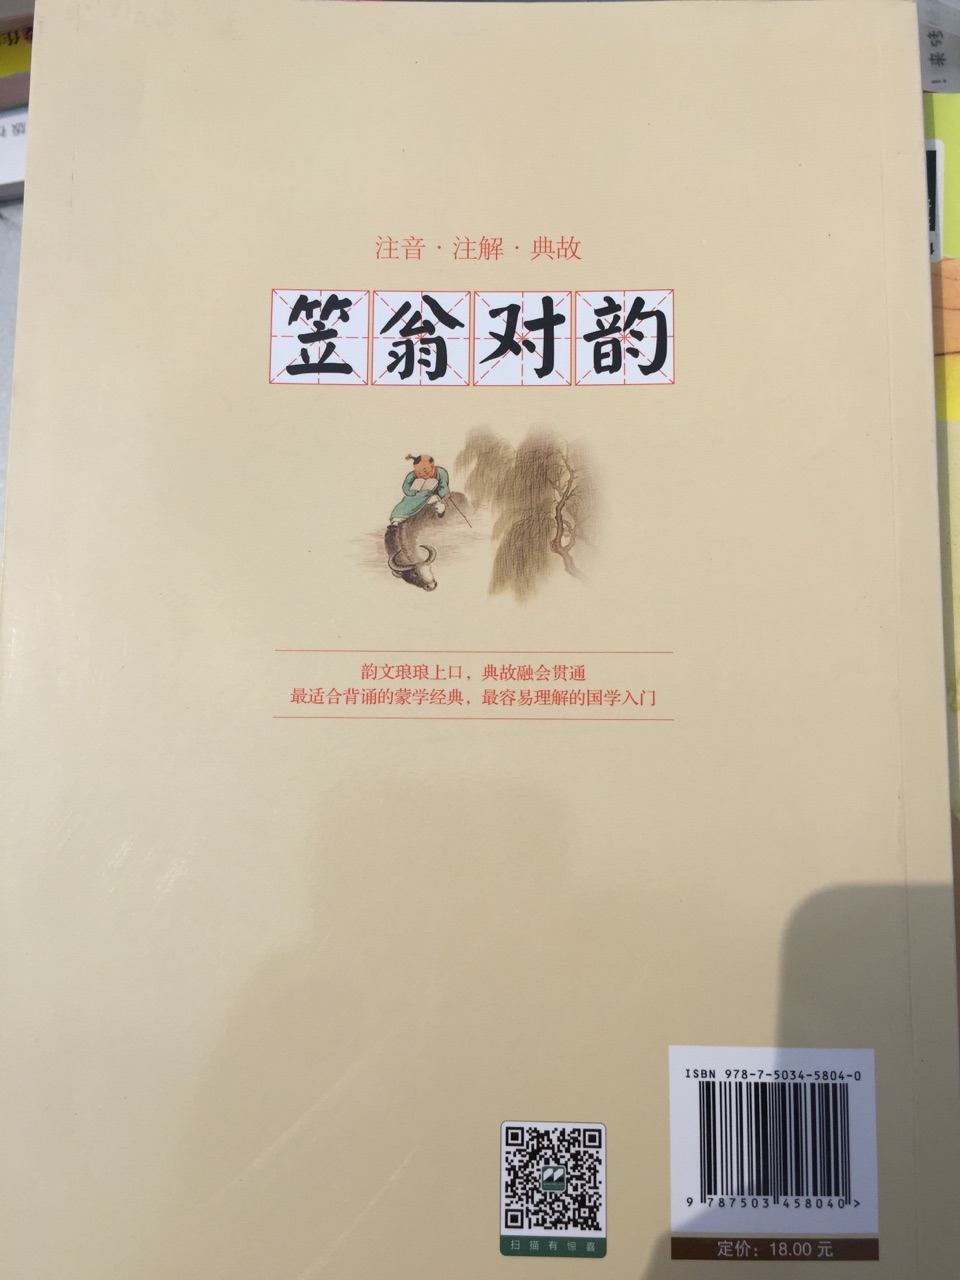 注音·注解·典故
笠翁对韵
韵文琅琅上口，典故融会贯通
最适合背诵的蒙学经典，最容易理解的国学入门
ISBN 978-7-5034-5804-0
9 787503 458040 >
定价：18.00 元
扫描有惊喜